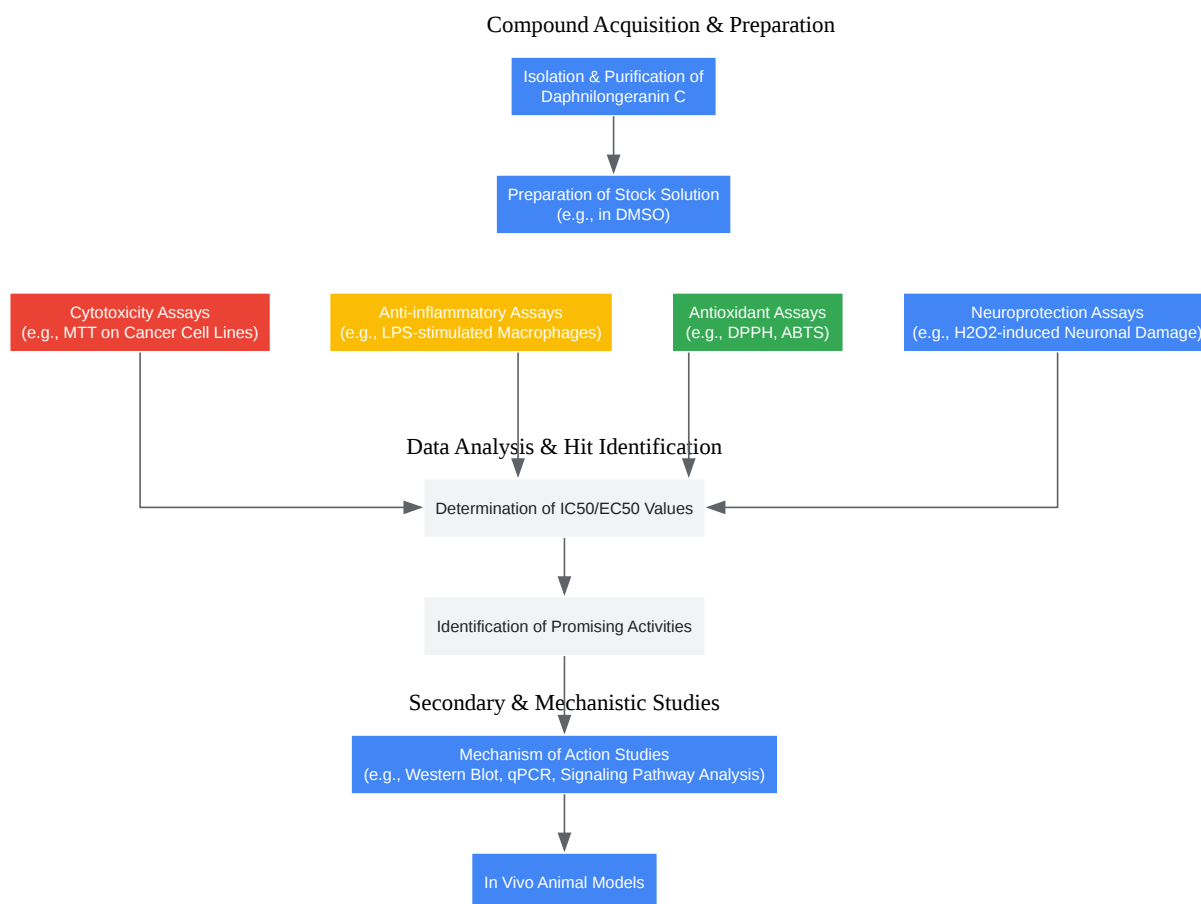 Compound Acquisition & Preparation
Isolation & Purification of
Daphnilongeranin C
Preparation of Stock Solution
(e.g., in DMSO)
Cytotoxicity Assays
(e.g., MTT on Cancer Cell Lines)
Anti-inflammatory Assays
(e.g., LPS-stimulated Macrophages)
Antioxidant Assays
(e.g., DPPH, ABTS)
Neuroprotection Assays
(e.g., H2O2-induced Neuronal Damage)
Data Analysis & Hit Identification
Determination of IC50/EC50 Values
Identification of Promising Activities
Secondary & Mechanistic Studies
Mechanism of Action Studies
(e.g., Western Blot, qPCR, Signaling Pathway Analysis)
In Vivo Animal Models